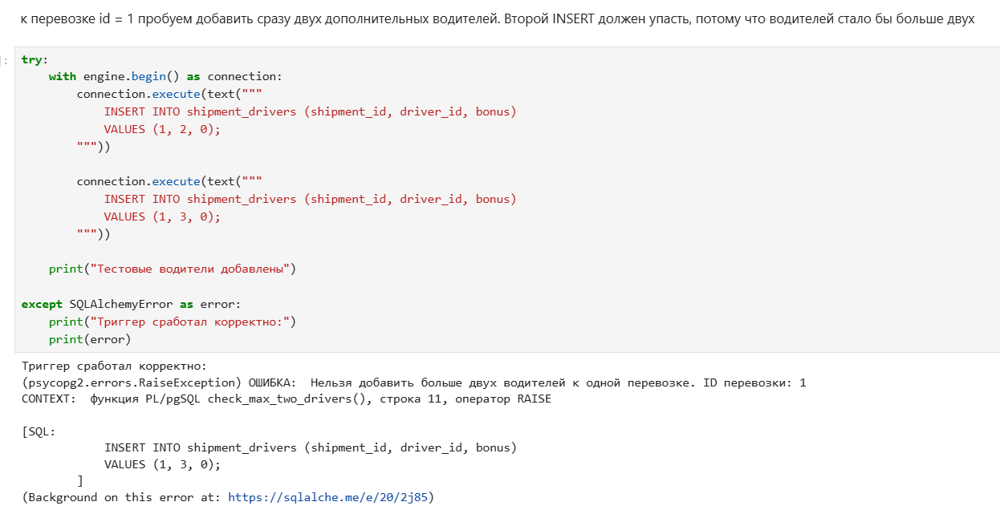 к перевозке id = 1 пробуем добавить сразу двух дополнительных водителей. Второй INSERT должен упасть, потому что водителей стало бы больше двух
]:
try:
    with engine.begin() as connection:
        connection.execute(text("""
            INSERT INTO shipment_drivers (shipment_id, driver_id, bonus)
            VALUES (1, 2, 0);
        """))

        connection.execute(text("""
            INSERT INTO shipment_drivers (shipment_id, driver_id, bonus)
            VALUES (1, 3, 0);
        """))

    print("Тестовые водители добавлены")

except SQLAlchemyError as error:
    print("Триггер сработал корректно:")
    print(error)
Триггер сработал корректно:
(psycopg2.errors.RaiseException) ОШИБКА:  Нельзя добавить больше двух водителей к одной перевозке. ID перевозки: 1
CONTEXT:  функция PL/pgSQL check_max_two_drivers(), строка 11, оператор RAISE

[SQL:
            INSERT INTO shipment_drivers (shipment_id, driver_id, bonus)
            VALUES (1, 3, 0);
        ]
(Background on this error at: https://sqlalche.me/e/20/2j85)